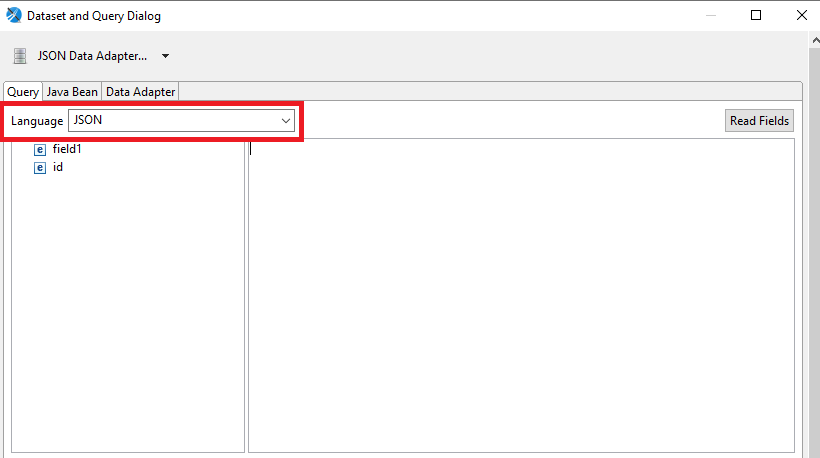 Dataset and Query Dialog
JSON Data Adapter...
Query Java Bean Data Adapter
Language JSON Read Fields
e field1
e id